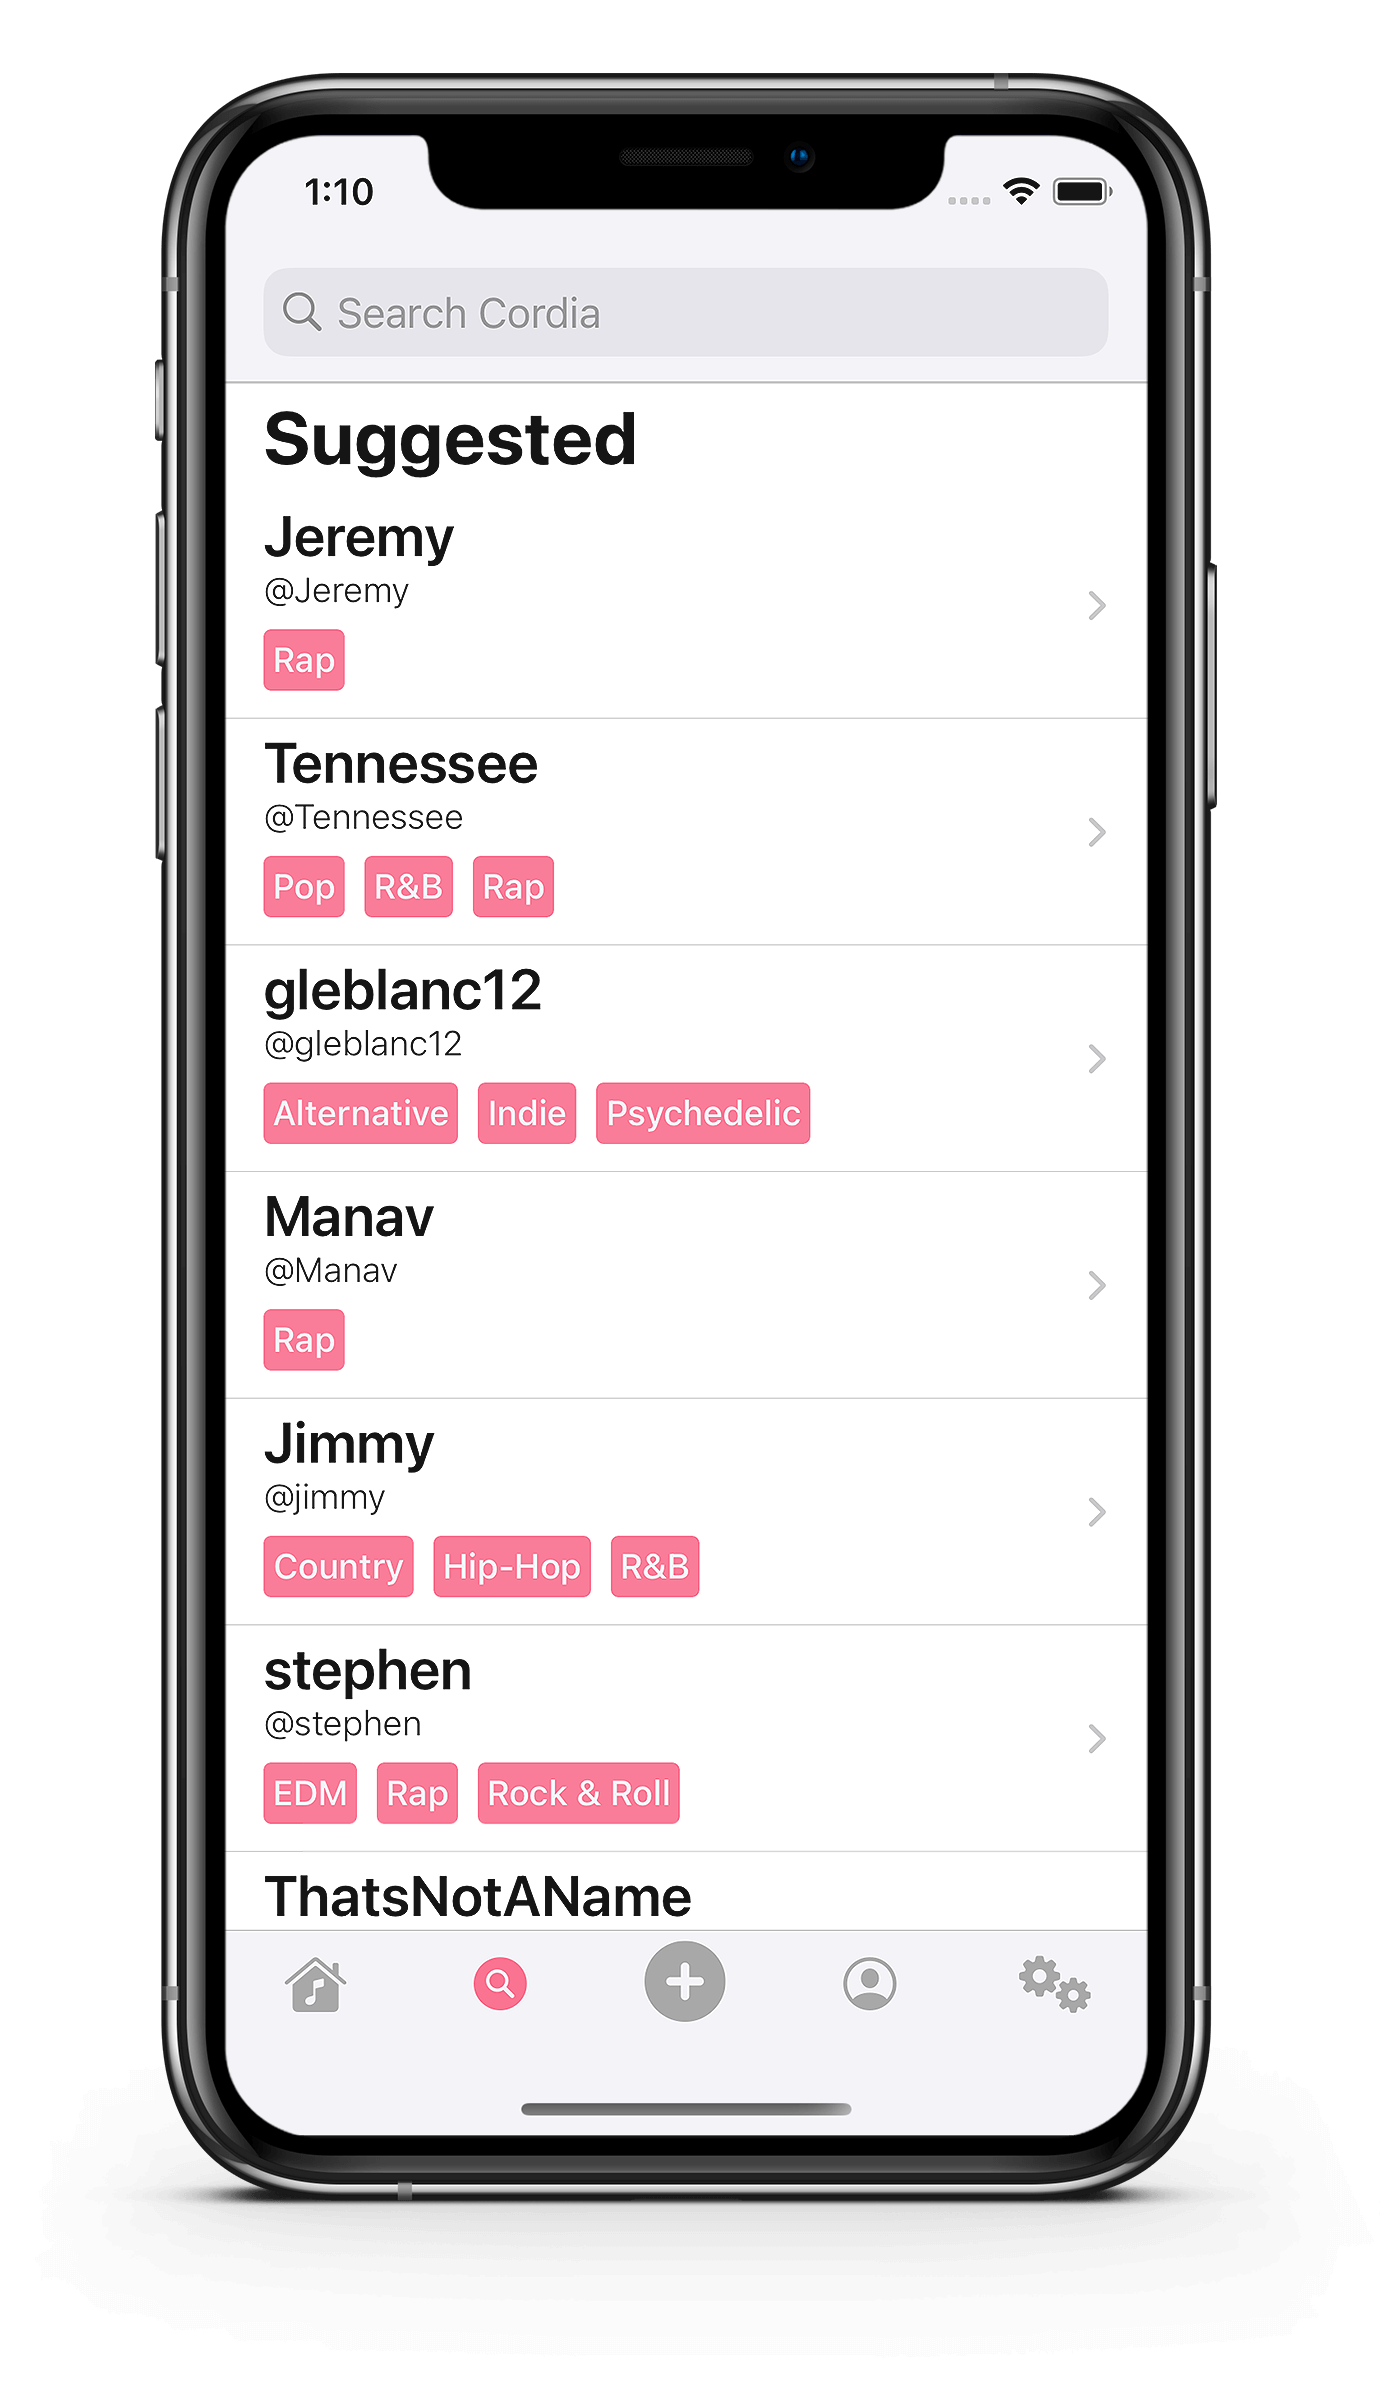 1:10
Search Cordia
Suggested
Jeremy
@Jeremy
Rap
Tennessee
@Tennessee
Pop R&B Rap
gleblanc12
@gleblanc12
Alternative Indie Psychedelic
Manav
@Manav
Rap
Jimmy
@jimmy
Country Hip-Hop R&B
stephen
@stephen
EDM Rap Rock & Roll
ThatsNotAName